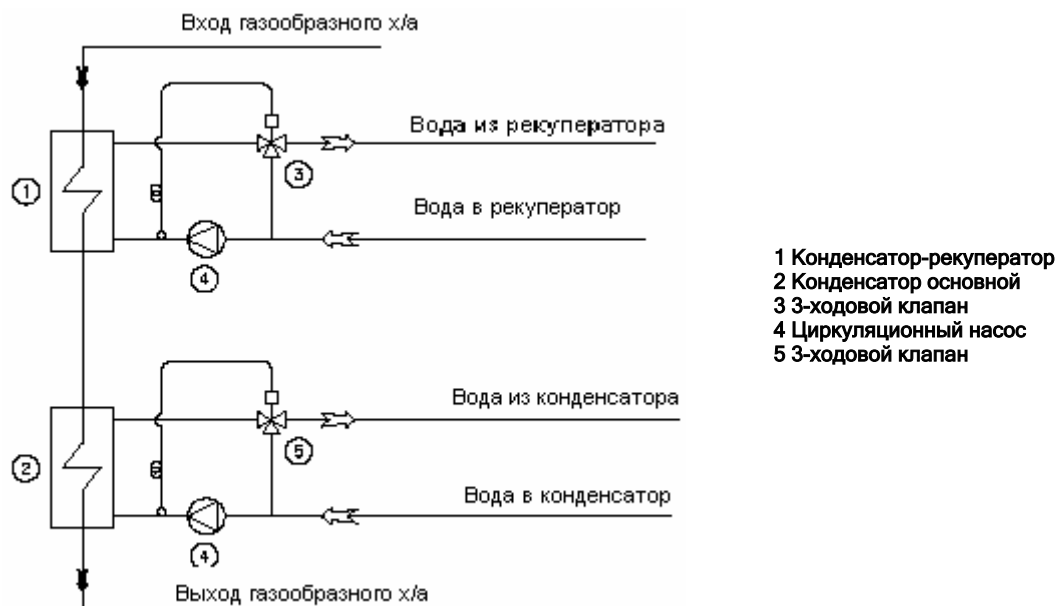 Вход газообразного х/а
Вода из рекуператора
3
1
Вода в рекуператор
4
1 Конденсатор-рекуператор
2 Конденсатор основной
3 3-ходовой клапан
4 Циркуляционный насос
5 3-ходовой клапан
Вода из конденсатора
5
2
Вода в конденсатор
4
Выход газообразного х/а